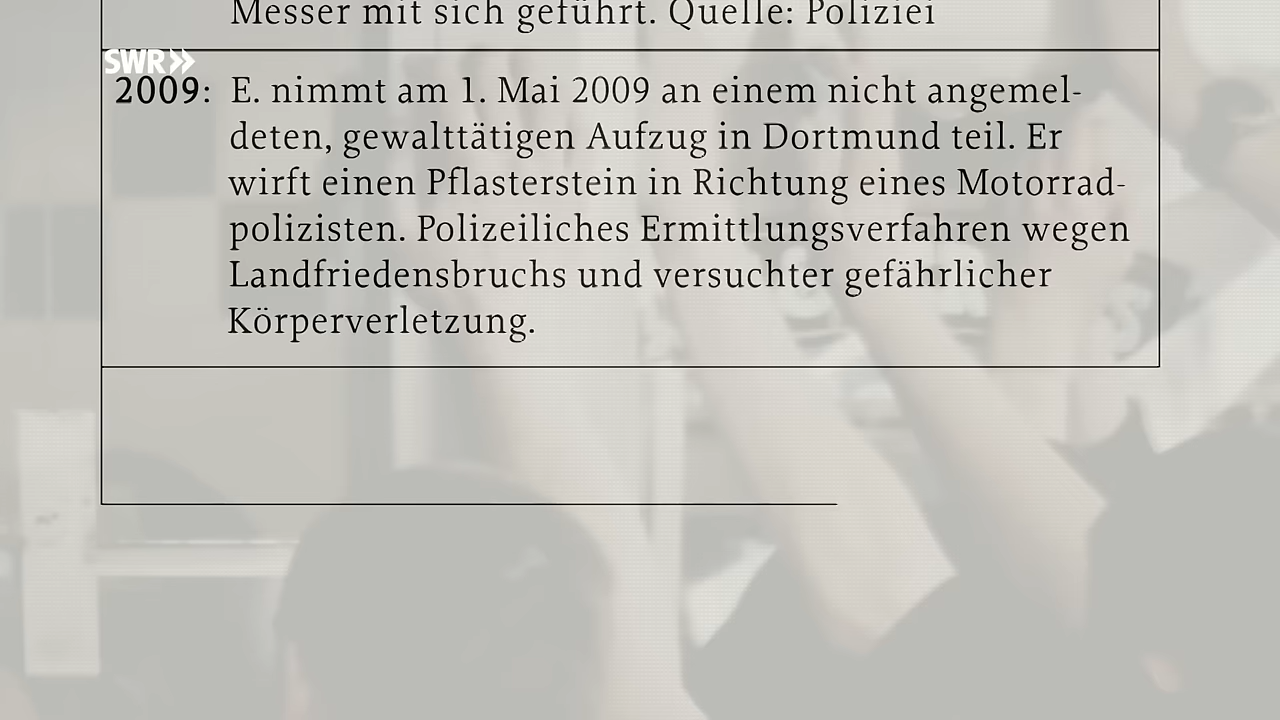 Messer mit sich geführt. Quelle: Poliziei
SWR
2009: E. nimmt am 1. Mai 2009 an einem nicht angemel-
deten, gewalttätigen Aufzug in Dortmund teil. Er
wirft einen Pflasterstein in Richtung eines Motorrad-
polizisten. Polizeiliches Ermittlungsverfahren wegen
Landfriedensbruchs und versuchter gefährlicher
Körperverletzung.